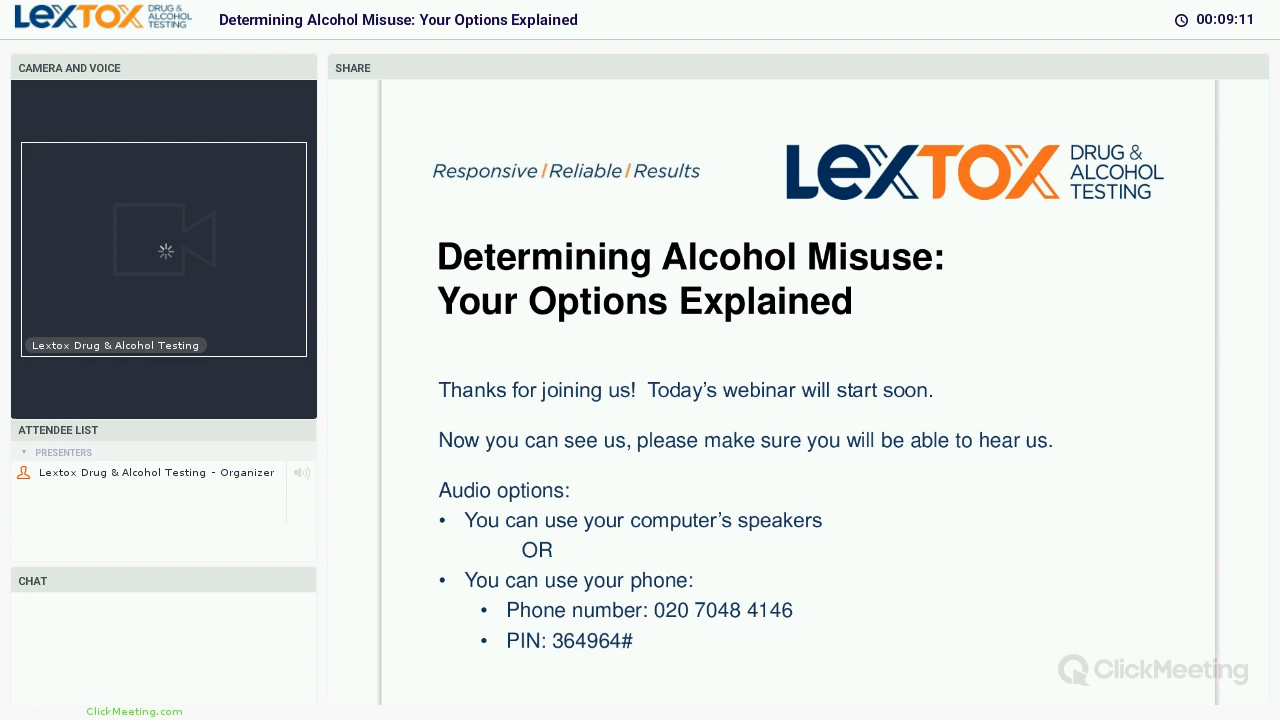 LEXTOX DRUG & ALCOHOL TESTING
Determining Alcohol Misuse: Your Options Explained
00:09:11
CAMERA AND VOICE
Lextox Drug & Alcohol Testing
ATTENDEE LIST
PRESENTERS
Lextox Drug & Alcohol Testing - Organizer
CHAT
ClickMeeting.com
SHARE
Responsive / Reliable / Results
LEXTOX
DRUG &
ALCOHOL
TESTING
Determining Alcohol Misuse:
Your Options Explained
Thanks for joining us! Today's webinar will start soon.
Now you can see us, please make sure you will be able to hear us.
Audio options:
• You can use your computer's speakers
OR
• You can use your phone:
• Phone number: 020 7048 4146
• PIN: 364964#
ClickMeeting